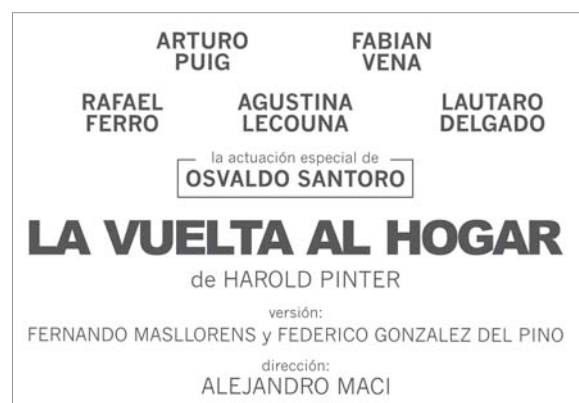 ARTURO PUIG
FABIAN VENA
RAFAEL FERRO
AGUSTINA LECOUNA
LAUTARO DELGADO
la actuación especial de
OSVALDO SANTORO
LA VUELTA AL HOGAR
de HAROLD PINTER
versión:
FERNANDO MASLLORENS y FEDERICO GONZALEZ DEL PINO
dirección:
ALEJANDRO MACI